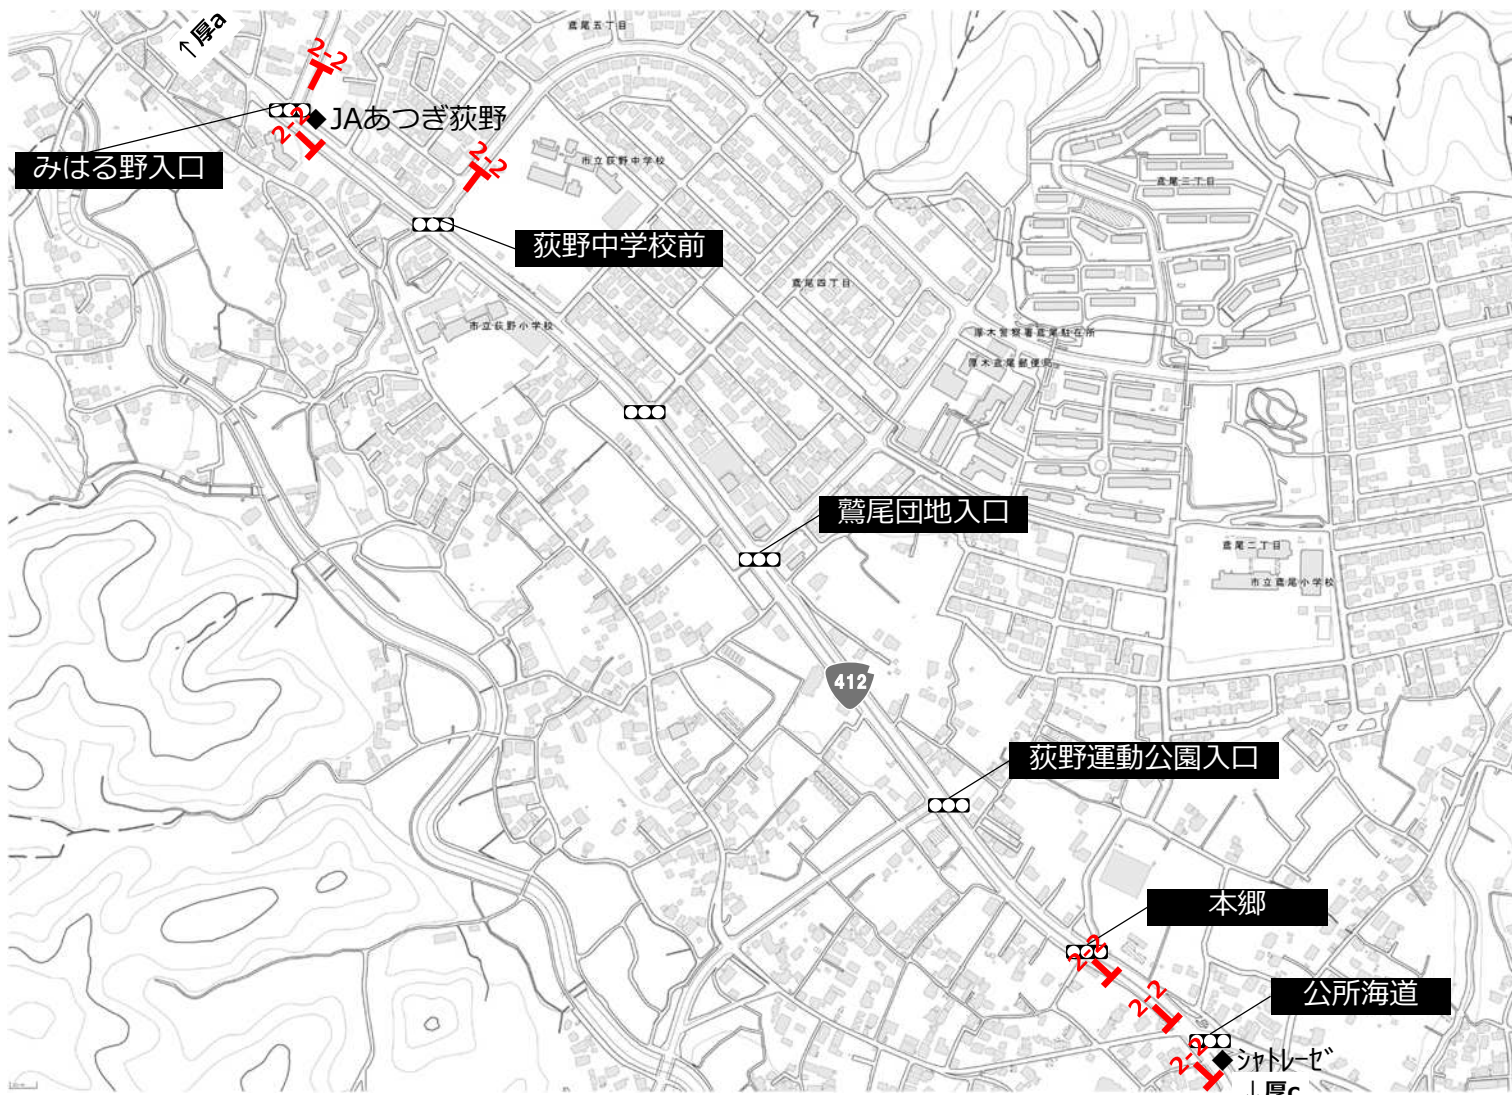 ↑厚a
鳶尾五丁目
2-2
JAあつぎ荻野
2-2
みはる野入口
2-2
市立荻野中学校
鳶尾三丁目
荻野中学校前
鳶尾四丁目
市立荻野小学校
厚木警察署鳶尾駐在所
厚木鳶尾郵便局
鷲尾団地入口
鳶尾二丁目
市立鳶尾小学校
412
荻野運動公園入口
本郷
2-2
公所海道
2-2
2-2
ｼｬﾄﾚｰｾﾞ
↓厚c